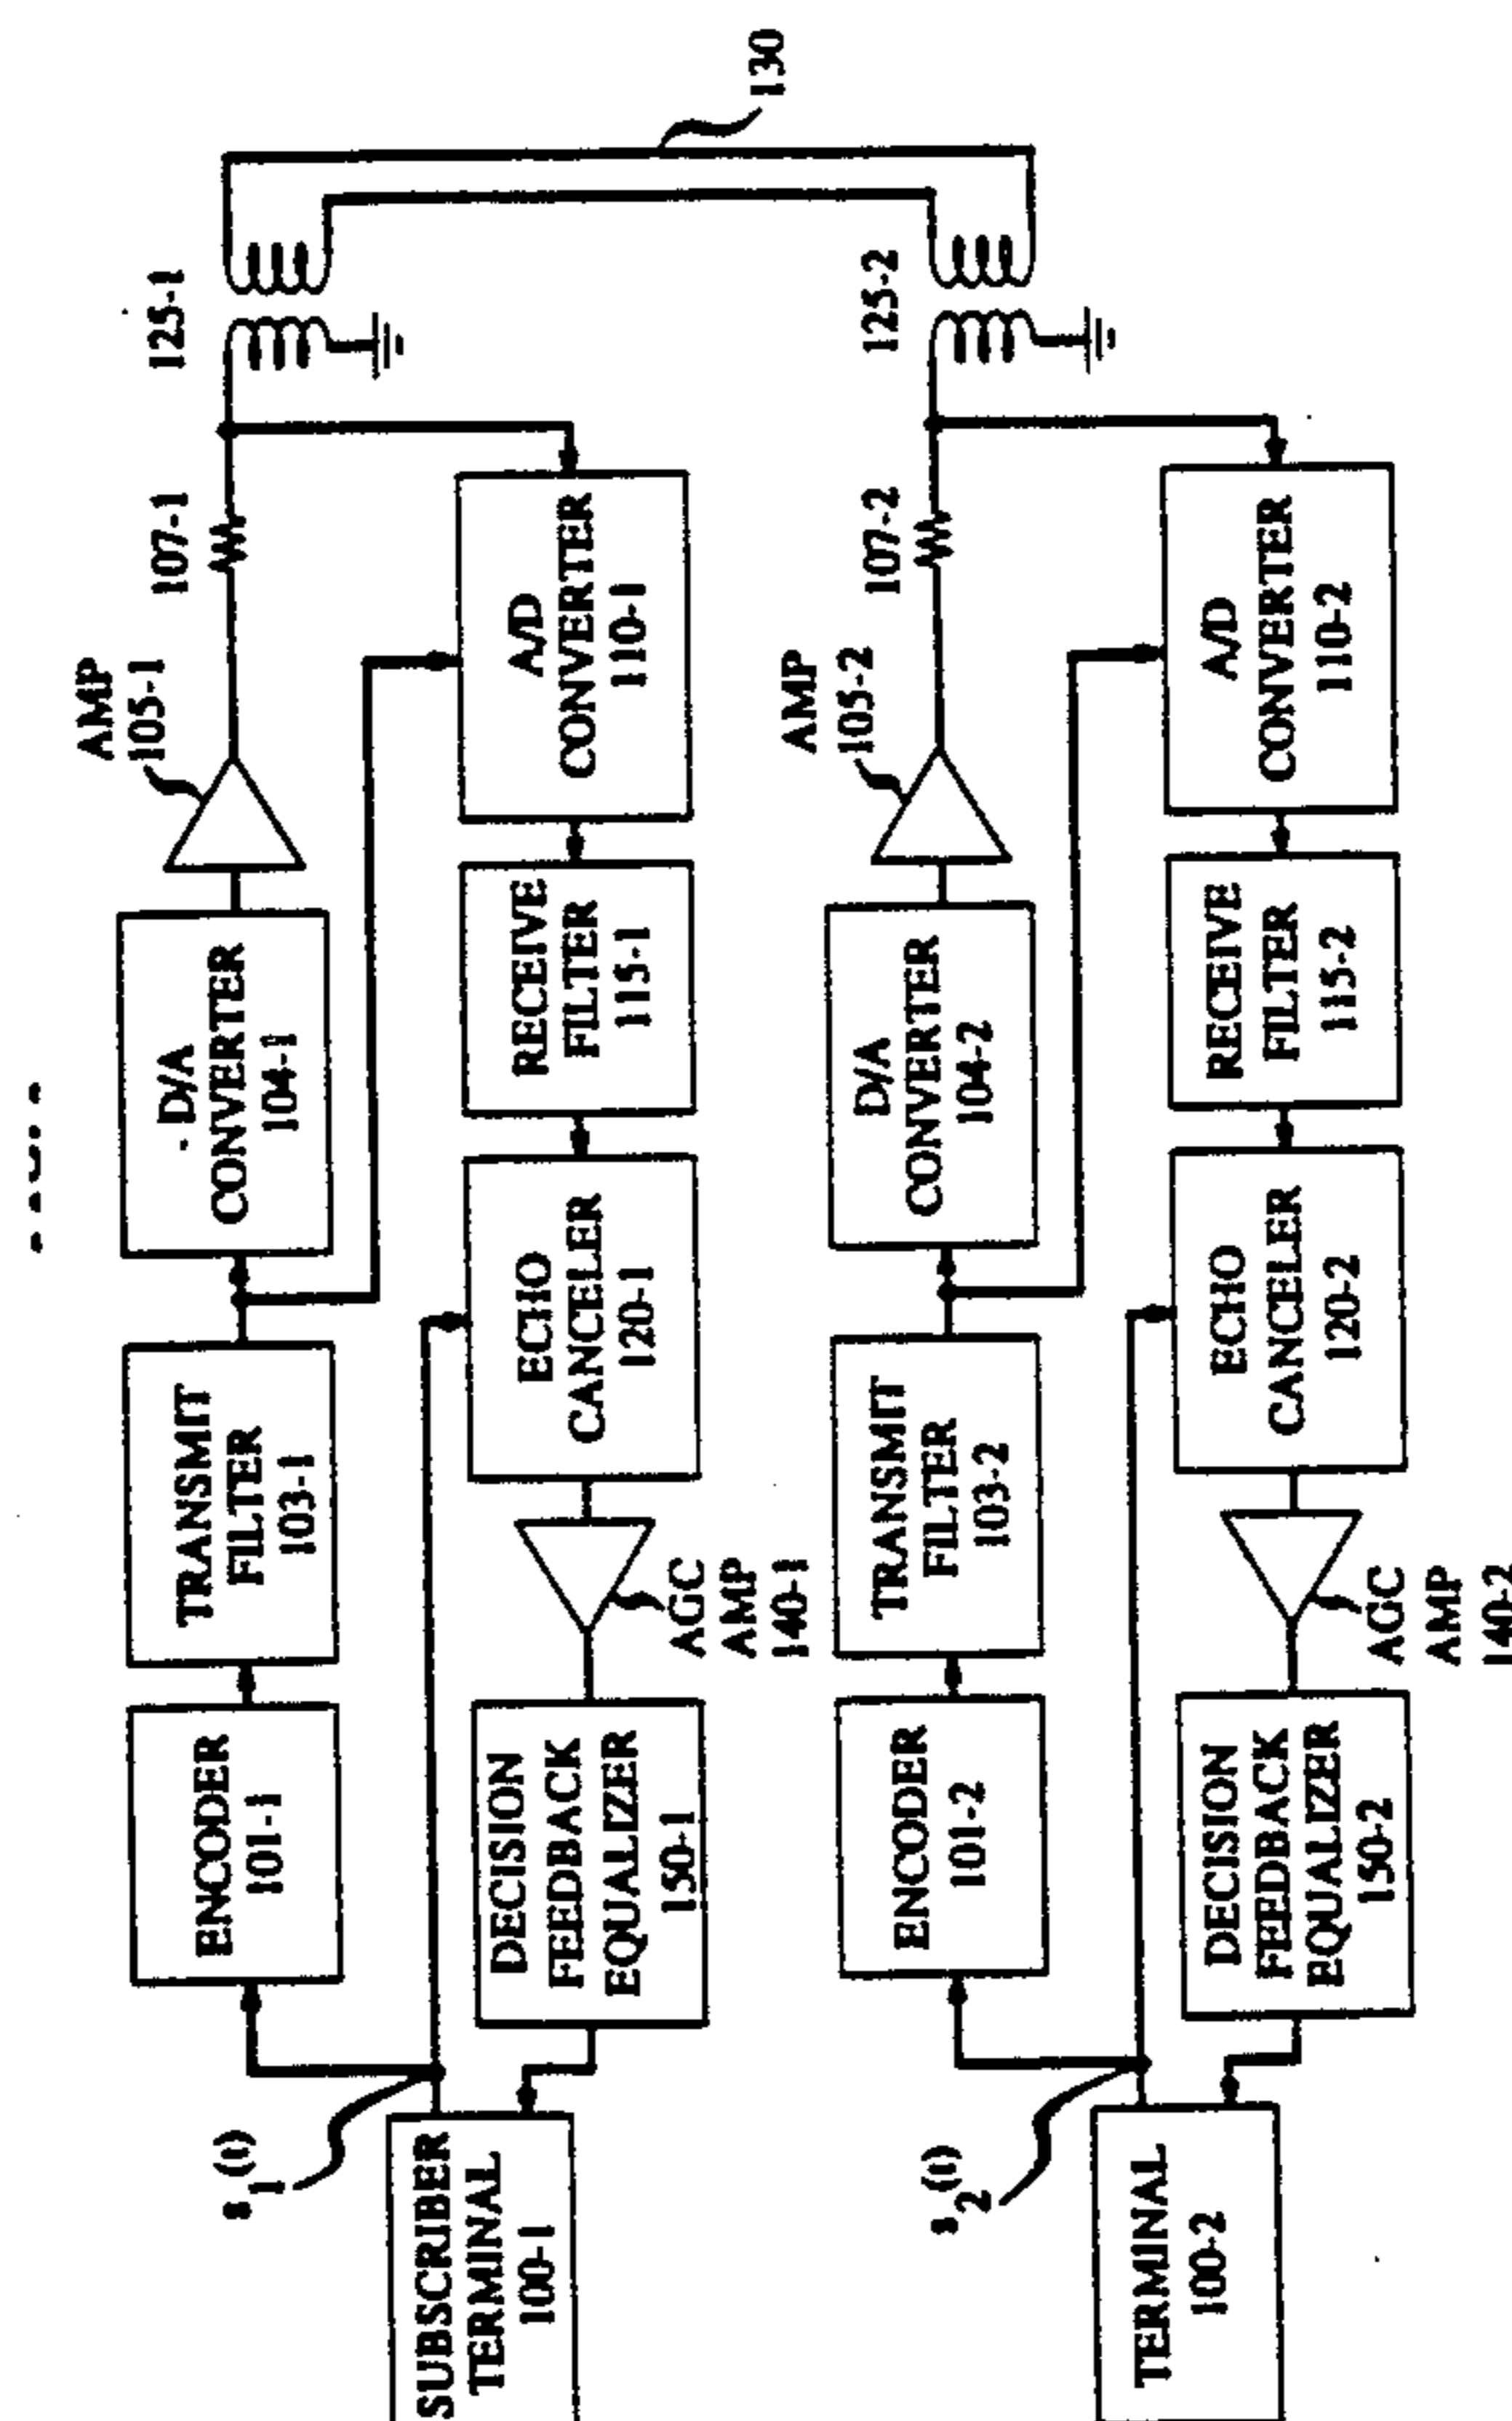 SUBSCRIBER
TERMINAL
100-1
s1(t)
ENCODER
101-1
TRANSMIT
FILTER
103-1
D/A
CONVERTER
104-1
AMP
105-1
107-1
125-1
130
DECISION
FEEDBACK
EQUALIZER
150-1
AGC
AMP
140-1
ECHO
CANCELER
120-1
RECEIVE
FILTER
115-1
A/D
CONVERTER
110-1
TERMINAL
100-2
s2(t)
ENCODER
101-2
TRANSMIT
FILTER
103-2
D/A
CONVERTER
104-2
AMP
105-2
107-2
125-2
DECISION
FEEDBACK
EQUALIZER
150-2
AGC
AMP
140-2
ECHO
CANCELER
120-2
RECEIVE
FILTER
115-2
A/D
CONVERTER
110-2